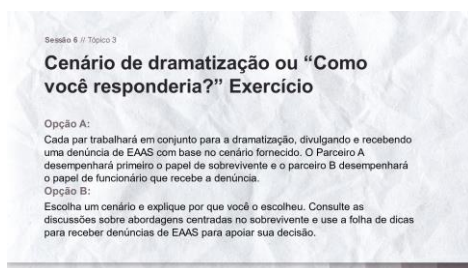 Sessão 6 // Tópico 3
Cenário de dramatização ou “Como
você responderia?” Exercício
Opção A:
Cada par trabalhará em conjunto para a dramatização, divulgando e recebendo
uma denúncia de EAAS com base no cenário fornecido. O Parceiro A
desempenhará primeiro o papel de sobrevivente e o parceiro B desempenhará
o papel de funcionário que recebe a denúncia.
Opção B:
Escolha um cenário e explique por que você o escolheu. Consulte as
discussões sobre abordagens centradas no sobrevivente e use a folha de dicas
para receber denúncias de EAAS para apoiar sua decisão.